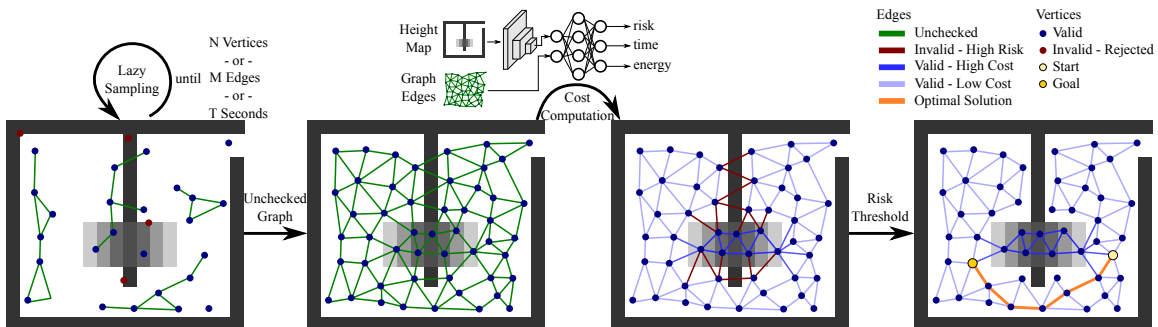 Lazy
Sampling
until
N Vertices
- or -
M Edges
- or -
T Seconds
Unchecked
Graph
Height
Map
Graph
Edges
risk
time
energy
Cost
Computation
Risk
Threshold
Edges
Unchecked
Invalid - High Risk
Valid - High Cost
Valid - Low Cost
Optimal Solution
Vertices
Valid
Invalid - Rejected
Start
Goal